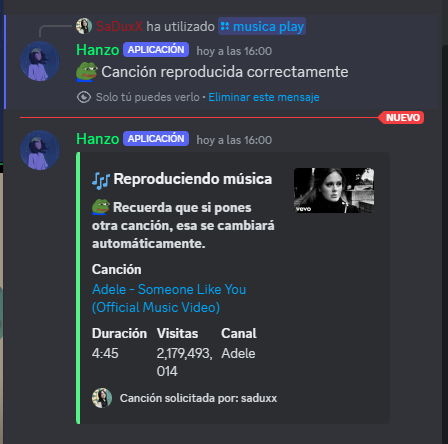 SaDuxX ha utilizado musica play
Hanzo APLICACIÓN hoy a las 16:00
Canción reproducida correctamente
Solo tú puedes verlo • Eliminar este mensaje
NUEVO
Hanzo APLICACIÓN hoy a las 16:00
Reproduciendo música
Recuerda que si pones
otra canción, esa se cambiará
automáticamente.
vevo
Canción
Adele - Someone Like You
(Official Music Video)
Duración Visitas Canal
4:45 2,179,493, Adele
014
Canción solicitada por: saduxx